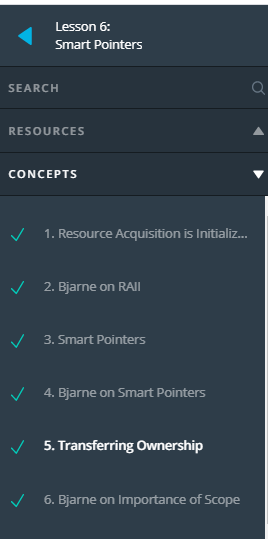 Lesson 6:
Smart Pointers
SEARCH
RESOURCES
CONCEPTS
1. Resource Acquisition is Initializ...
2. Bjarne on RAII
3. Smart Pointers
4. Bjarne on Smart Pointers
5. Transferring Ownership
6. Bjarne on Importance of Scope